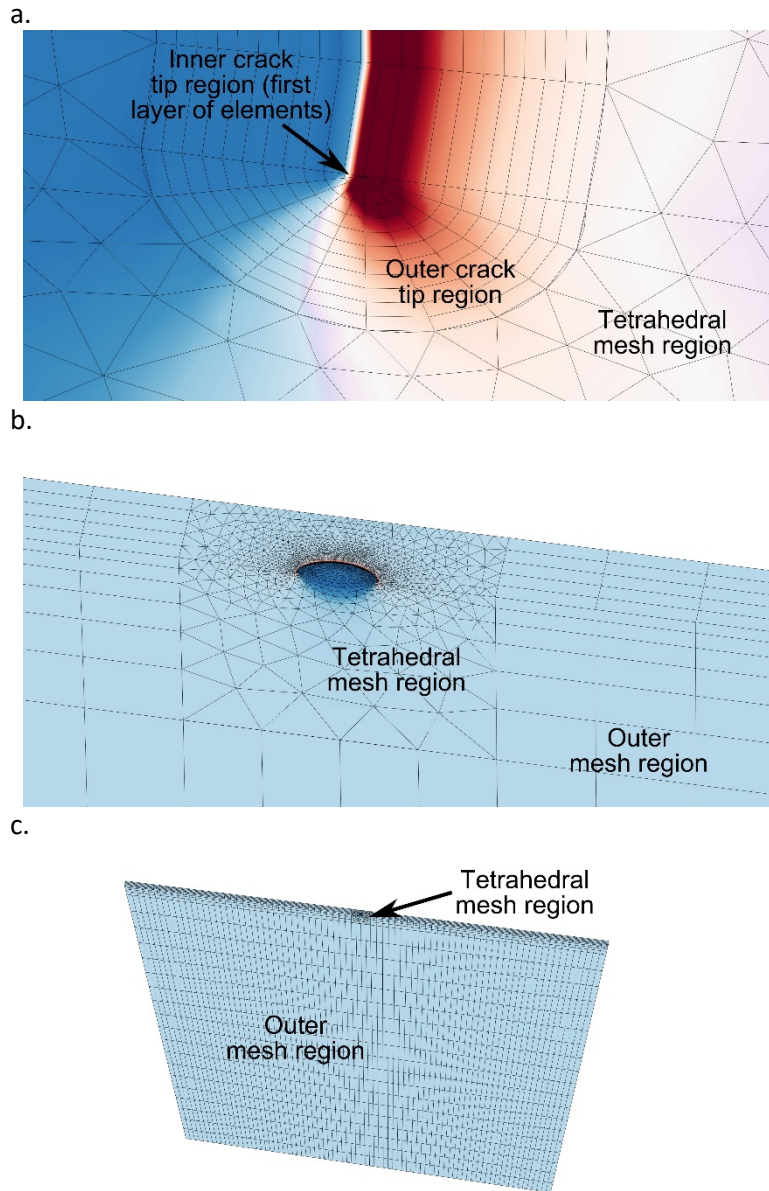 a.
Inner crack
tip region (first
layer of elements)
Outer crack
tip region
Tetrahedral
mesh region
b.
Tetrahedral
mesh region
Outer
mesh region
c.
Tetrahedral
mesh region
Outer
mesh region